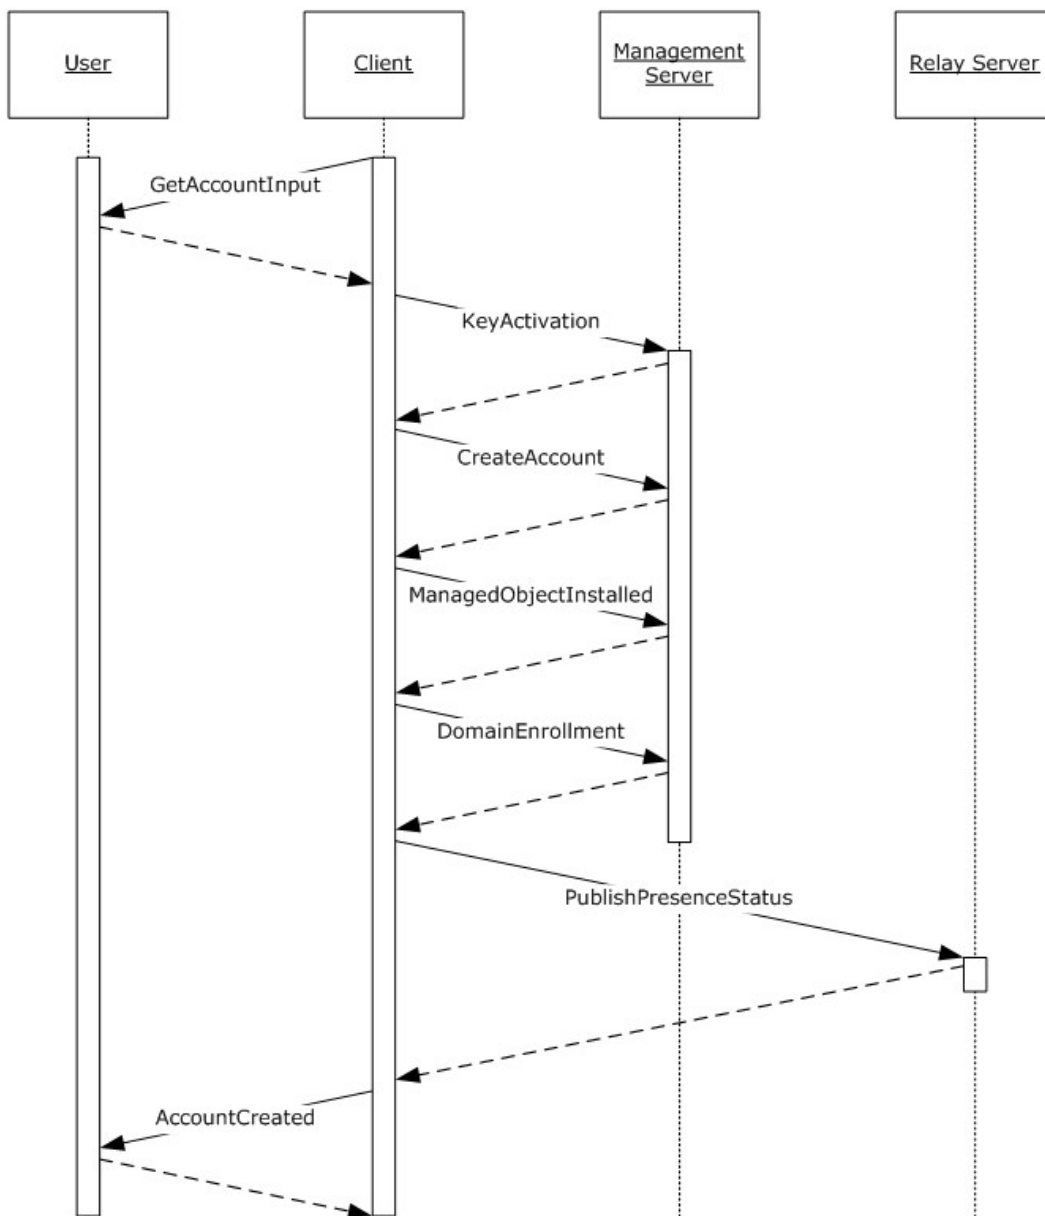 User
Client
Management
Server
Relay Server
GetAccountInput
KeyActivation
CreateAccount
ManagedObjectInstalled
DomainEnrollment
PublishPresenceStatus
AccountCreated